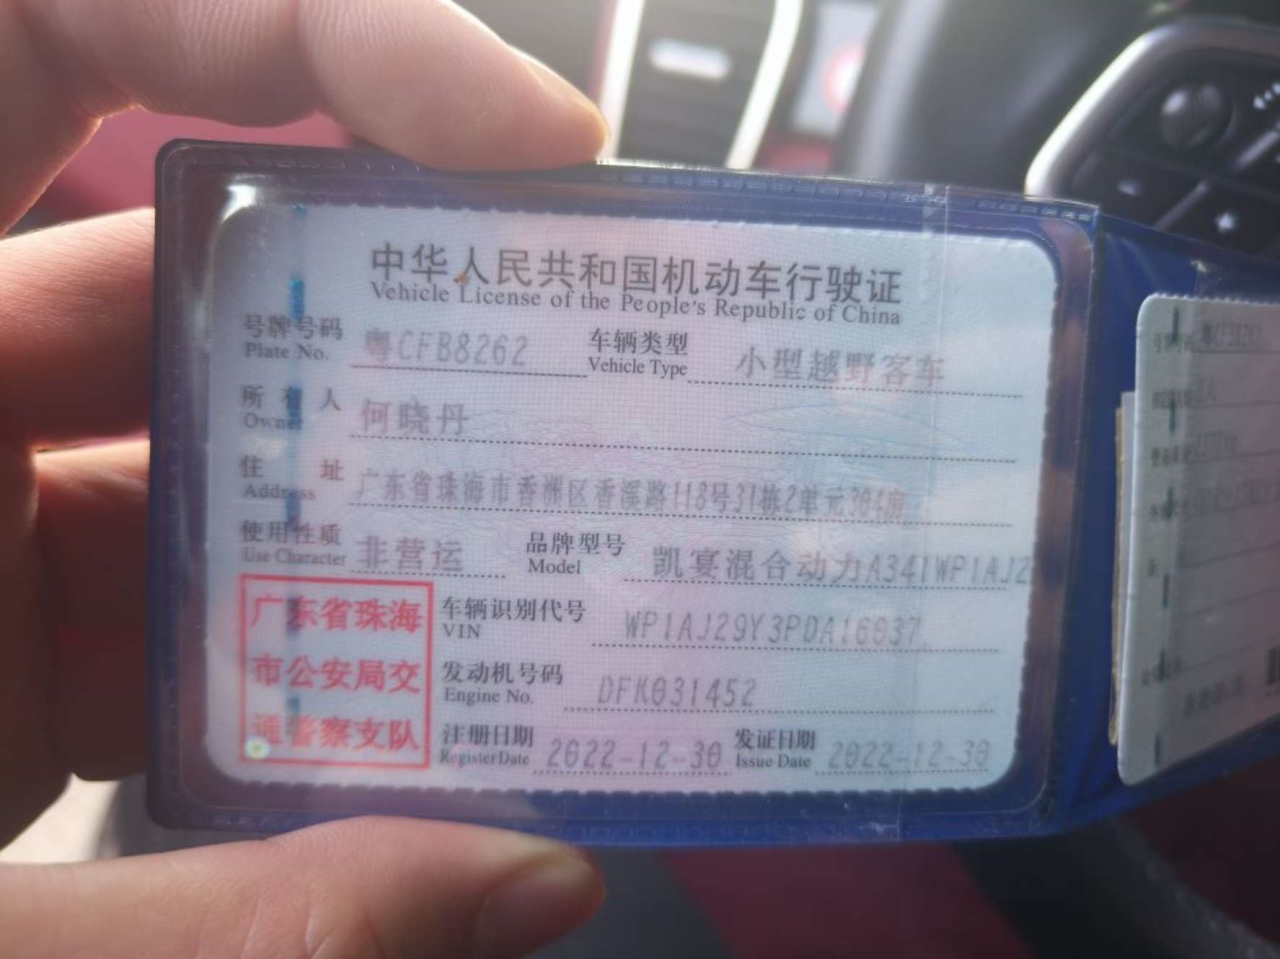 中华人民共和国机动车行驶证
Vehicle License of the People's Republic of China
号牌号码 粤CFB8262 车辆类型 小型越野客车
Plate No. Vehicle Type
所有人 何晓丹
Owner
住址 广东省珠海市香洲区香溪路118号31栋2单元304房
Address
使用性质 非营运 品牌型号 凯宴混合动力A341WP1AJ2
Use Character Model
广东省珠海
市公安局交
通警察支队
车辆识别代号 WP1AJ29Y3PDA16037
VIN
发动机号码 DFK031452
Engine No.
注册日期 2022-12-30 发证日期 2022-12-30
Register Date Issue Date